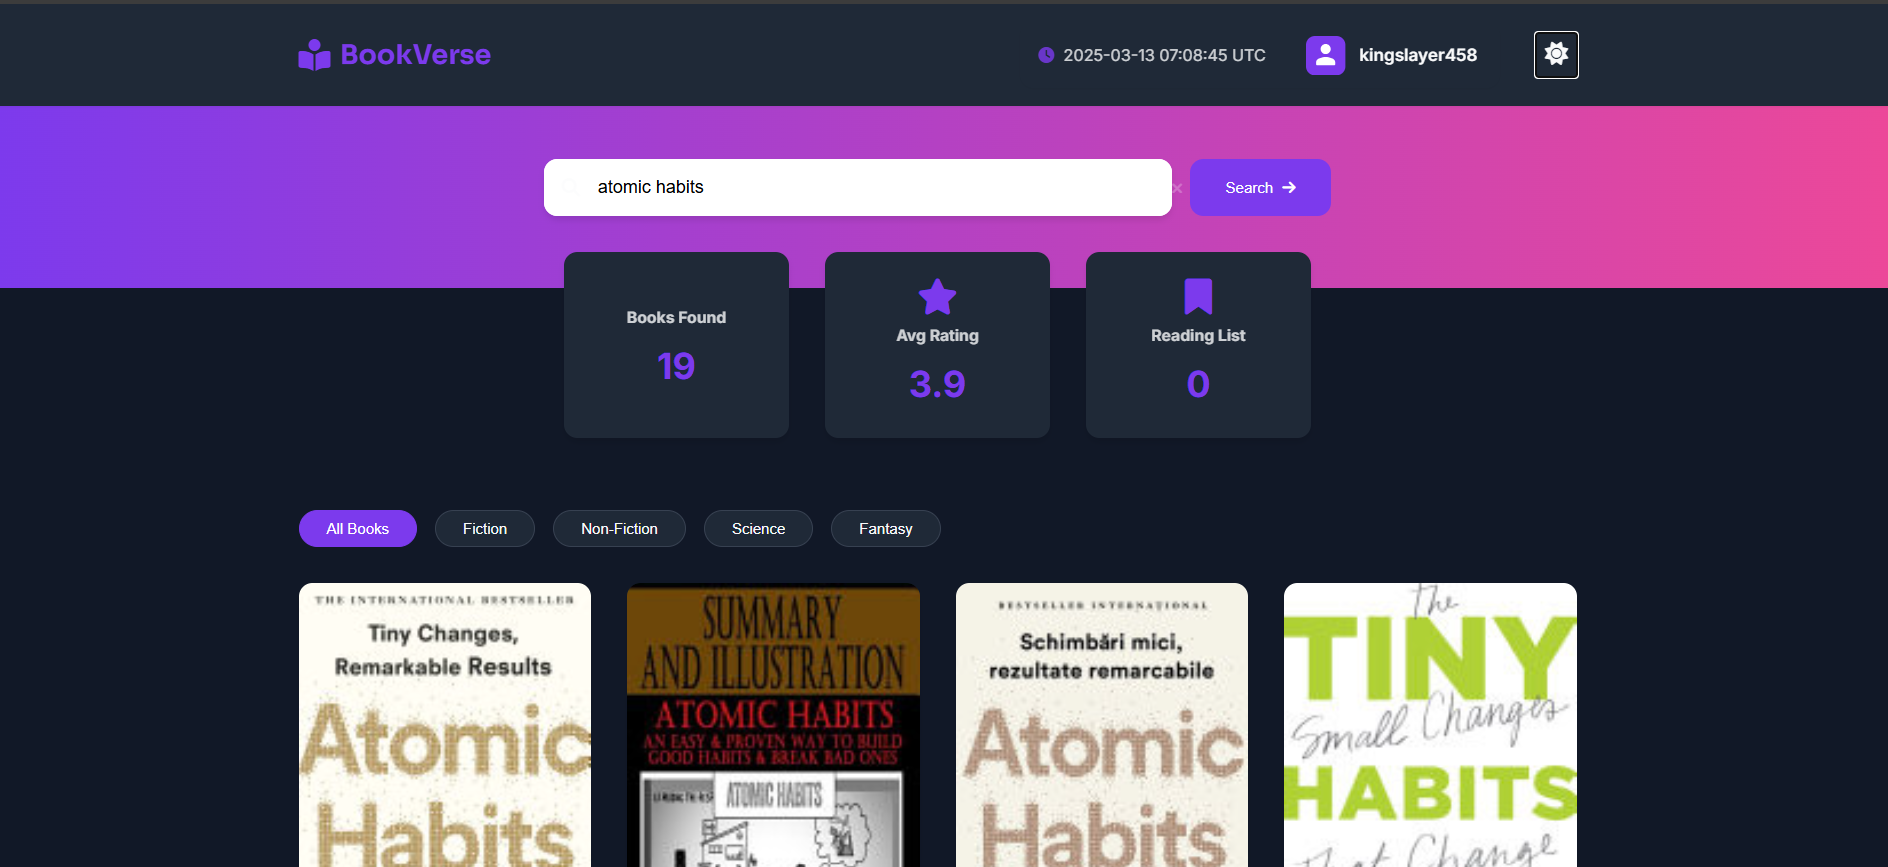 BookVerse
2025-03-13 07:08:45 UTC
kingslayer458
atomic habits
Search
Books Found
19
Avg Rating
3.9
Reading List
0
All Books
Fiction
Non-Fiction
Science
Fantasy
THE INTERNATIONAL BESTSELLER
Tiny Changes,
Remarkable Results
Atomic
Habits
SUMMARY
AND ILLUSTRATION
ATOMIC HABITS
AN EASY & PROVEN WAY TO BUILD
GOOD HABITS & BREAK BAD ONES
ATOMIC HABITS
BESTSELLER INTERNAȚIONAL
Schimbări mici,
rezultate remarcabile
Atomic
Habits
The
TINY
Small Changes
HABITS
That Change